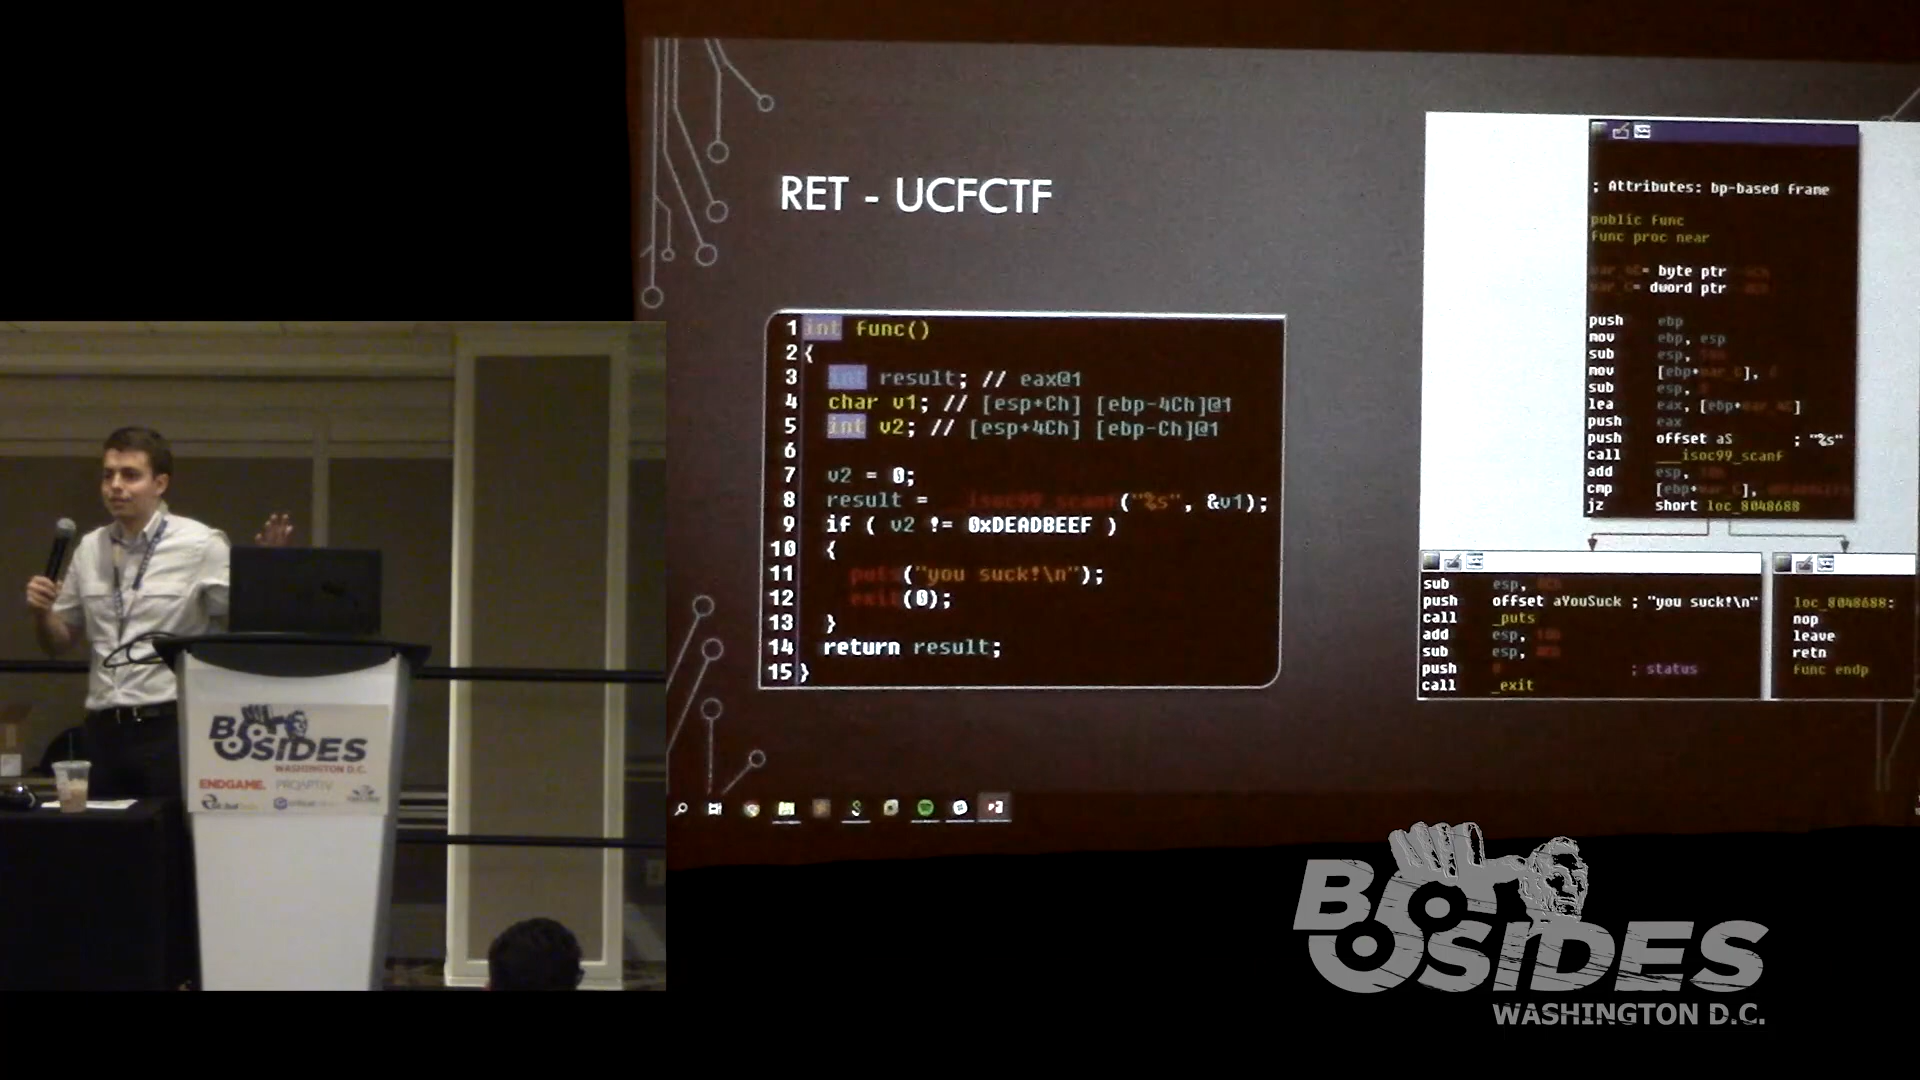 RET - UCFCTF
1 int func()
2 {
3 int result; // eax@1
4 char v1; // [esp+Ch] [ebp-4Ch]@1
5 int v2; // [esp+4Ch] [ebp-Ch]@1
6
7 v2 = 0;
8 result = __isoc99_scanf("%s", &v1);
9 if ( v2 != 0xDEADBEEF )
10 {
11 puts("you suck!\n");
12 exit(0);
13 }
14 return result;
15 }
; Attributes: bp-based frame
public func
func proc near
= byte ptr
= dword ptr
push ebp
mov ebp, esp
sub esp,
mov [ebp+
sub esp,
lea eax, [ebp+
push eax
push offset aS ; "%s"
call ___isoc99_scanf
add esp,
cmp [ebp+
jz short loc_8048688
sub esp,
push offset aYouSuck ; "you suck!\n"
call _puts
add esp,
sub esp,
push ; status
call _exit
loc_8048688:
nop
leave
retn
func endp
BSIDES
WASHINGTON D.C.
ENDGAME. PROAPTIV
BSIDES
WASHINGTON D.C.